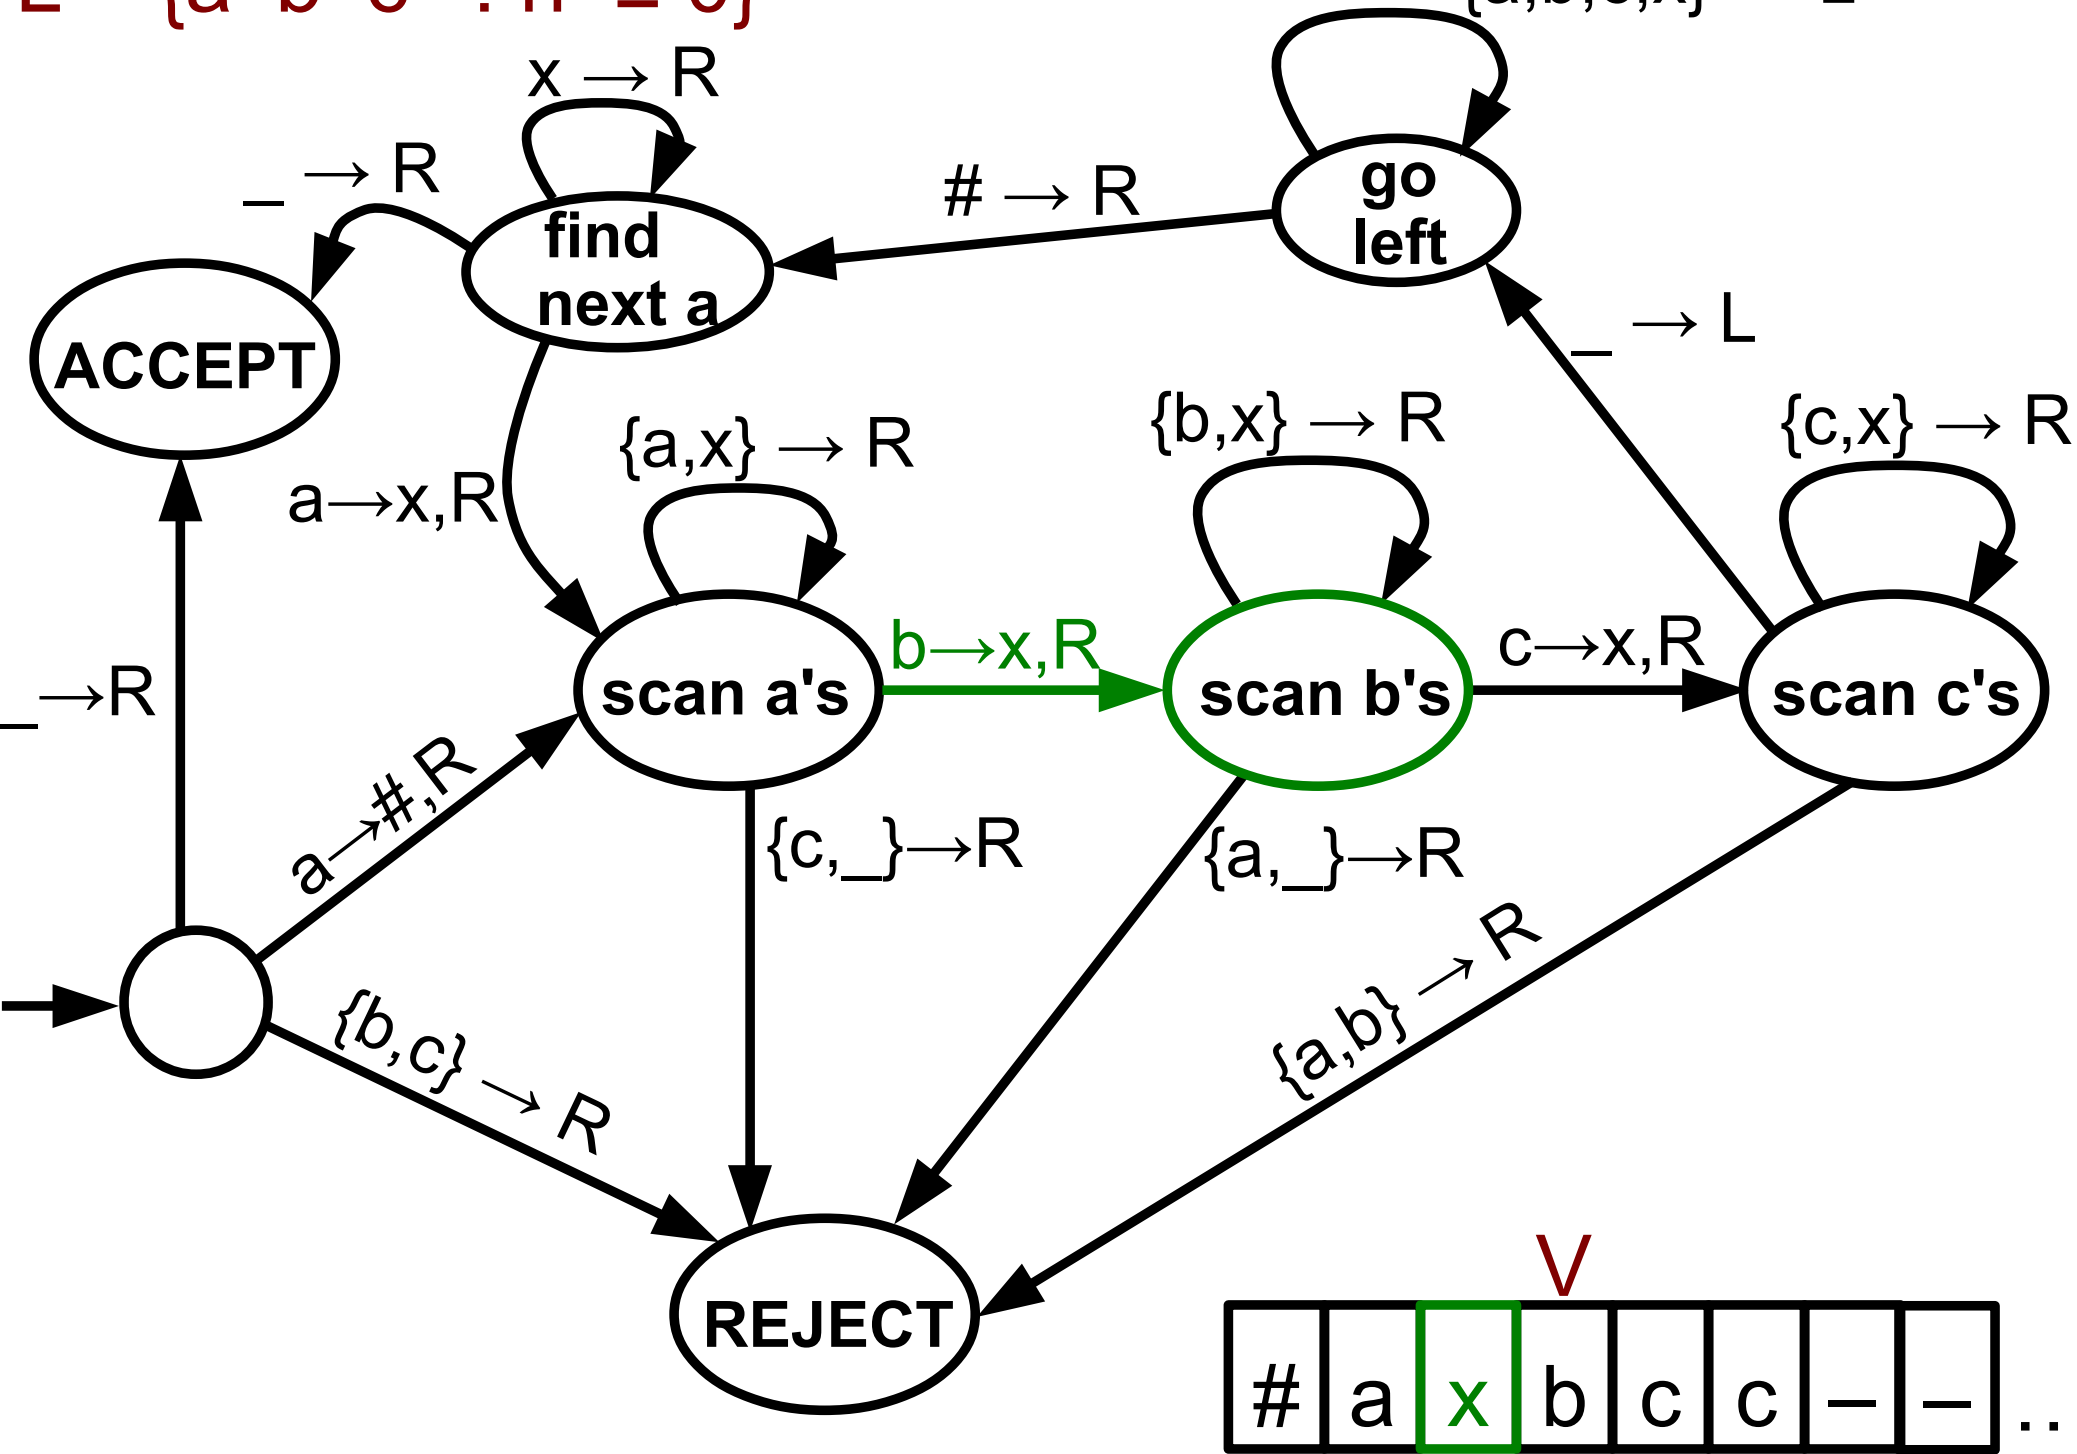 x → R
_ → R
# → R
go
left
find
next a
ACCEPT
_ → L
{a,x} → R
{b,x} → R
{c,x} → R
a→x,R
b→x,R
c→x,R
scan a's
scan b's
scan c's
_→R
a→#,R
{c,_}→R
{a,_}→R
{b,c} → R
{a,b} → R
REJECT
V
# a x b c c _ _ ..